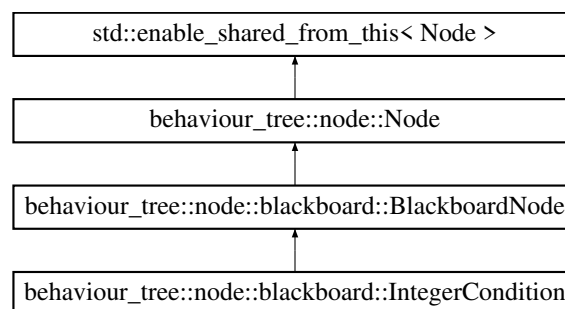 std::enable_shared_from_this< Node >
behaviour_tree::node::Node
behaviour_tree::node::blackboard::BlackboardNode
behaviour_tree::node::blackboard::IntegerCondition